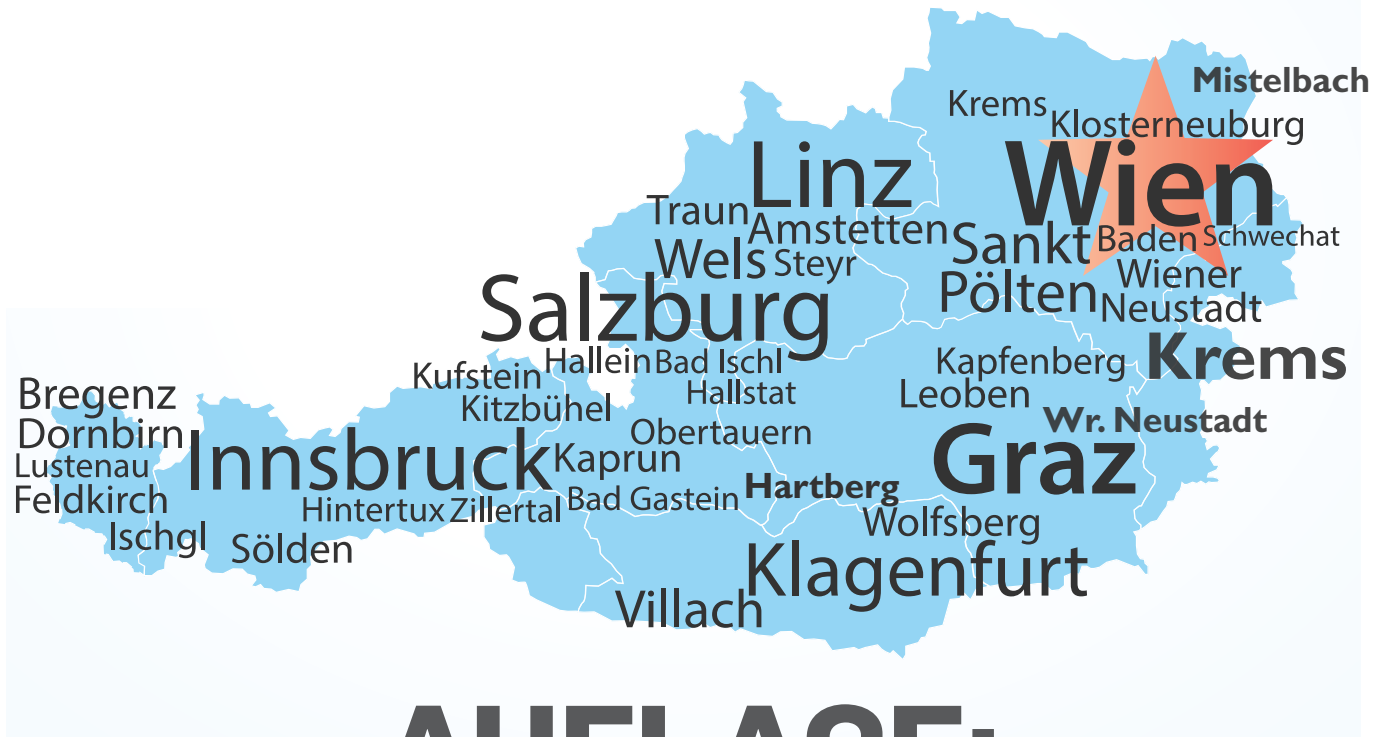 Mistelbach
Krems
Klosterneuburg
Linz
Wien
Traun
Amstetten
Sankt
Pölten
Baden
Schwechat
Wels
Steyr
Wiener
Neustadt
Salzburg
Hallein
Bad Ischl
Kapfenberg
Krems
Kufstein
Hallstat
Leoben
Bregenz
Kitzbühel
Wr. Neustadt
Dornbirn
Obertauern
Innsbruck
Kaprun
Graz
Lustenau
Feldkirch
Hintertux
Zillertal
Bad Gastein
Hartberg
Wolfsberg
Ischgl
Sölden
Klagenfurt
Villach
AUFLAGE: